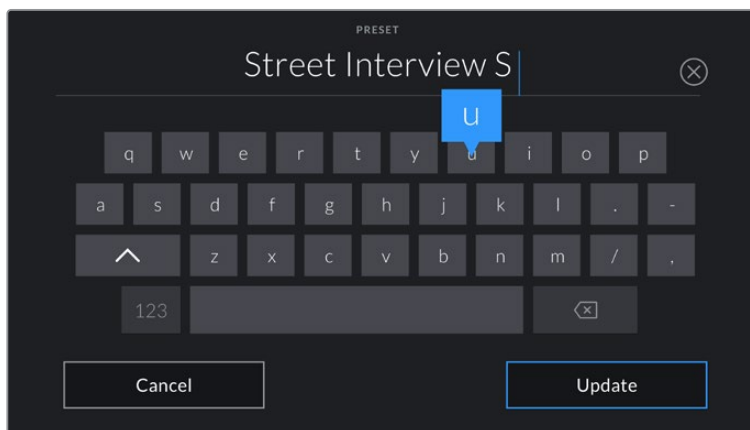 PRESET
Street Interview S
u
q w e r t y u i o p
a s d f g h j k l . -
z x c v b n m / ,
123
Cancel Update